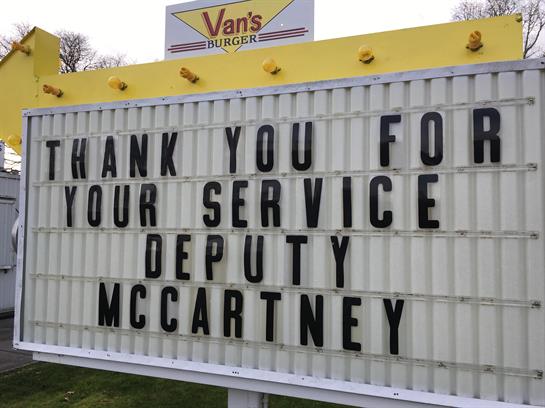 Van's
BURGER
THANK YOU FOR
YOUR SERVICE
DEPUTY
MCCARTNEY